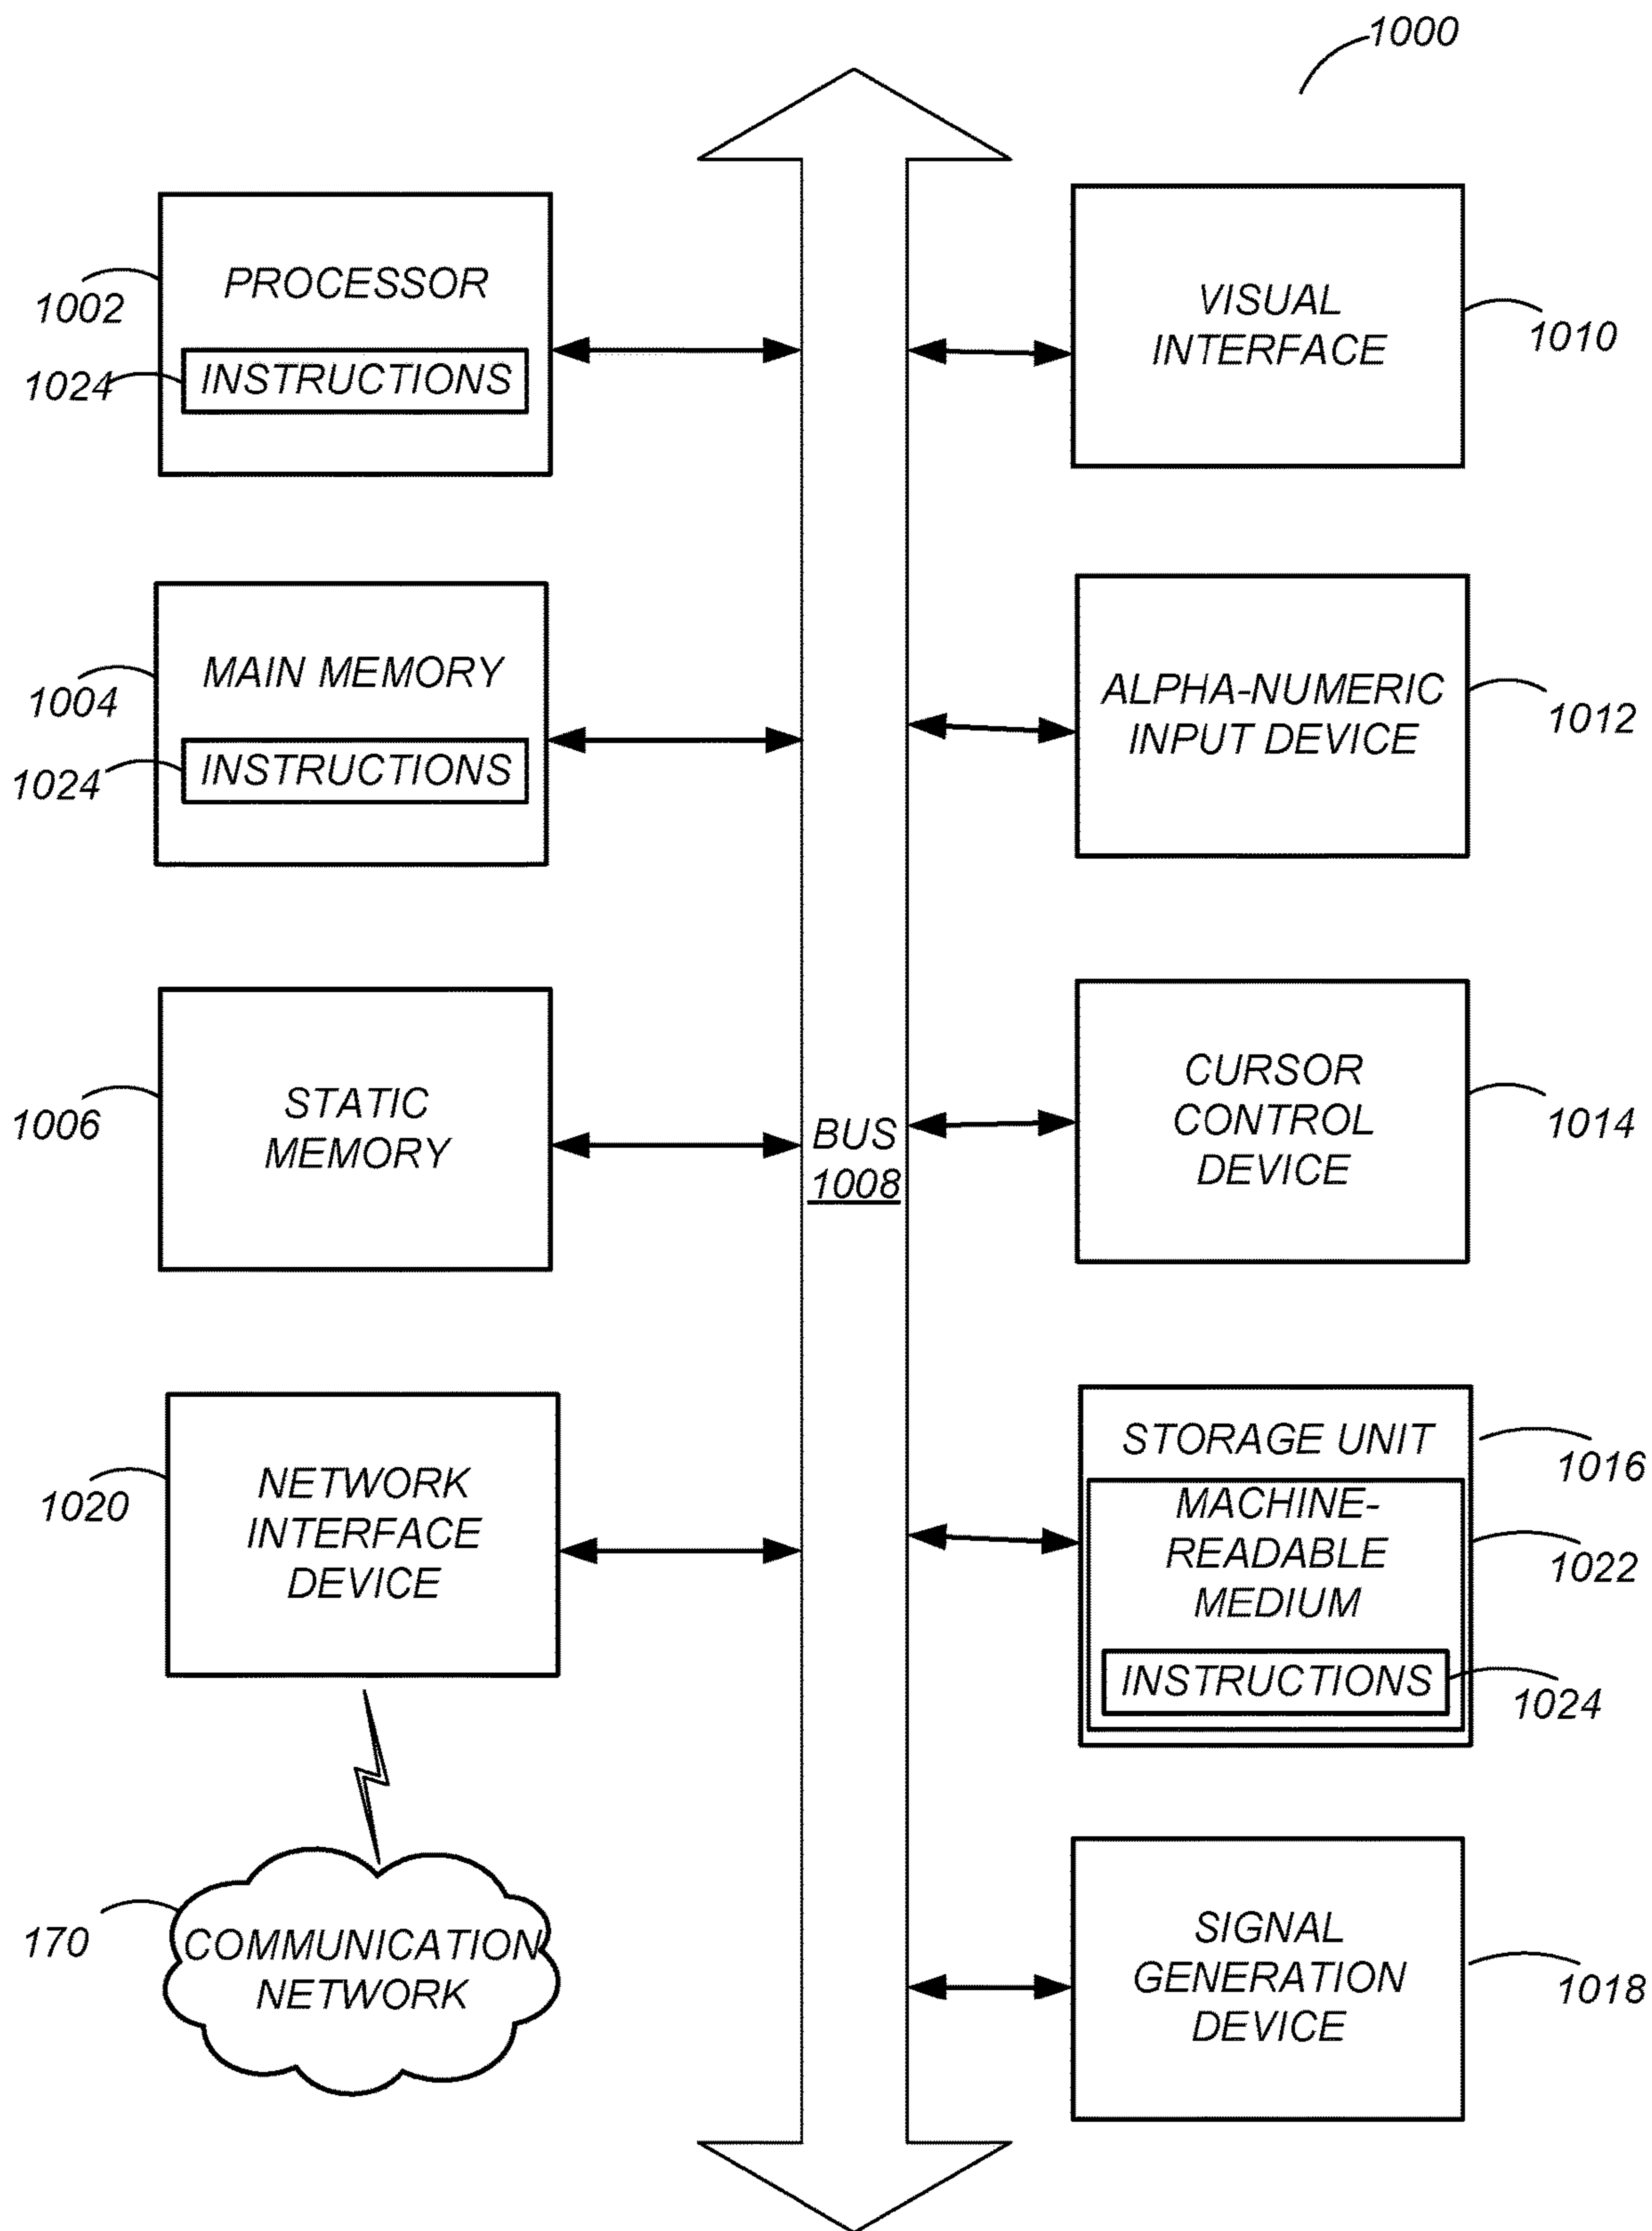 1000
PROCESSOR
1002
INSTRUCTIONS
1024
VISUAL
INTERFACE
1010
MAIN MEMORY
1004
INSTRUCTIONS
1024
ALPHA-NUMERIC
INPUT DEVICE
1012
STATIC
MEMORY
1006
BUS
1008
CURSOR
CONTROL
DEVICE
1014
NETWORK
INTERFACE
DEVICE
1020
STORAGE UNIT
1016
MACHINE-
READABLE
MEDIUM
1022
INSTRUCTIONS
1024
COMMUNICATION
NETWORK
170
SIGNAL
GENERATION
DEVICE
1018